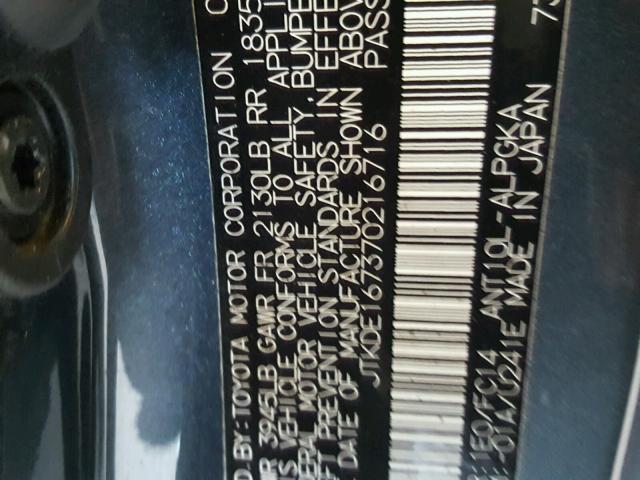 D. BY: TOYOTA MOTOR CORPORATION
R 3945LB GAWR FR 2130LB RR 1835
S VEHICLE CONFORMS TO ALL APPLI
ERAL MOTOR VEHICLE SAFETY, BUMPE
FT PREVENTION STANDARDS IN EFFE
DATE OF MANUFACTURE SHOWN ABOV
JTKDE167370216716 PASS
:1E0/FC14 ANT10L-ALPGKA
:-01A/U241E MADE IN JAPAN 73